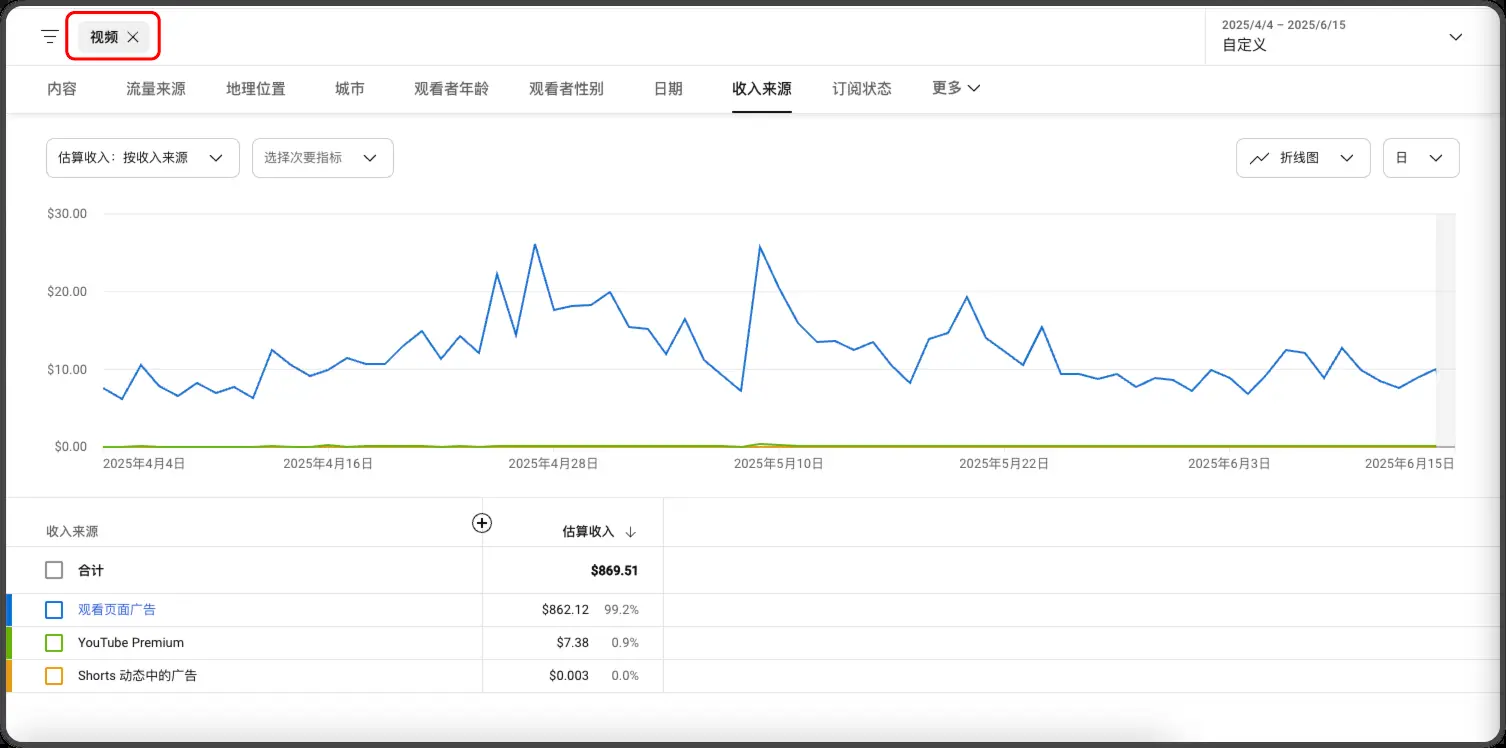 视频
2025/4/4 – 2025/6/15
自定义
内容 流量来源 地理位置 城市 观看者年龄 观看者性别 日期 收入来源 订阅状态 更多
估算收入：按收入来源 选择次要指标 折线图 日
$30.00
$20.00
$10.00
$0.00
2025年4月4日 2025年4月16日 2025年4月28日 2025年5月10日 2025年5月22日 2025年6月3日 2025年6月15日
收入来源 估算收入
合计 $869.51
观看页面广告 $862.12 99.2%
YouTube Premium $7.38 0.9%
Shorts 动态中的广告 $0.003 0.0%